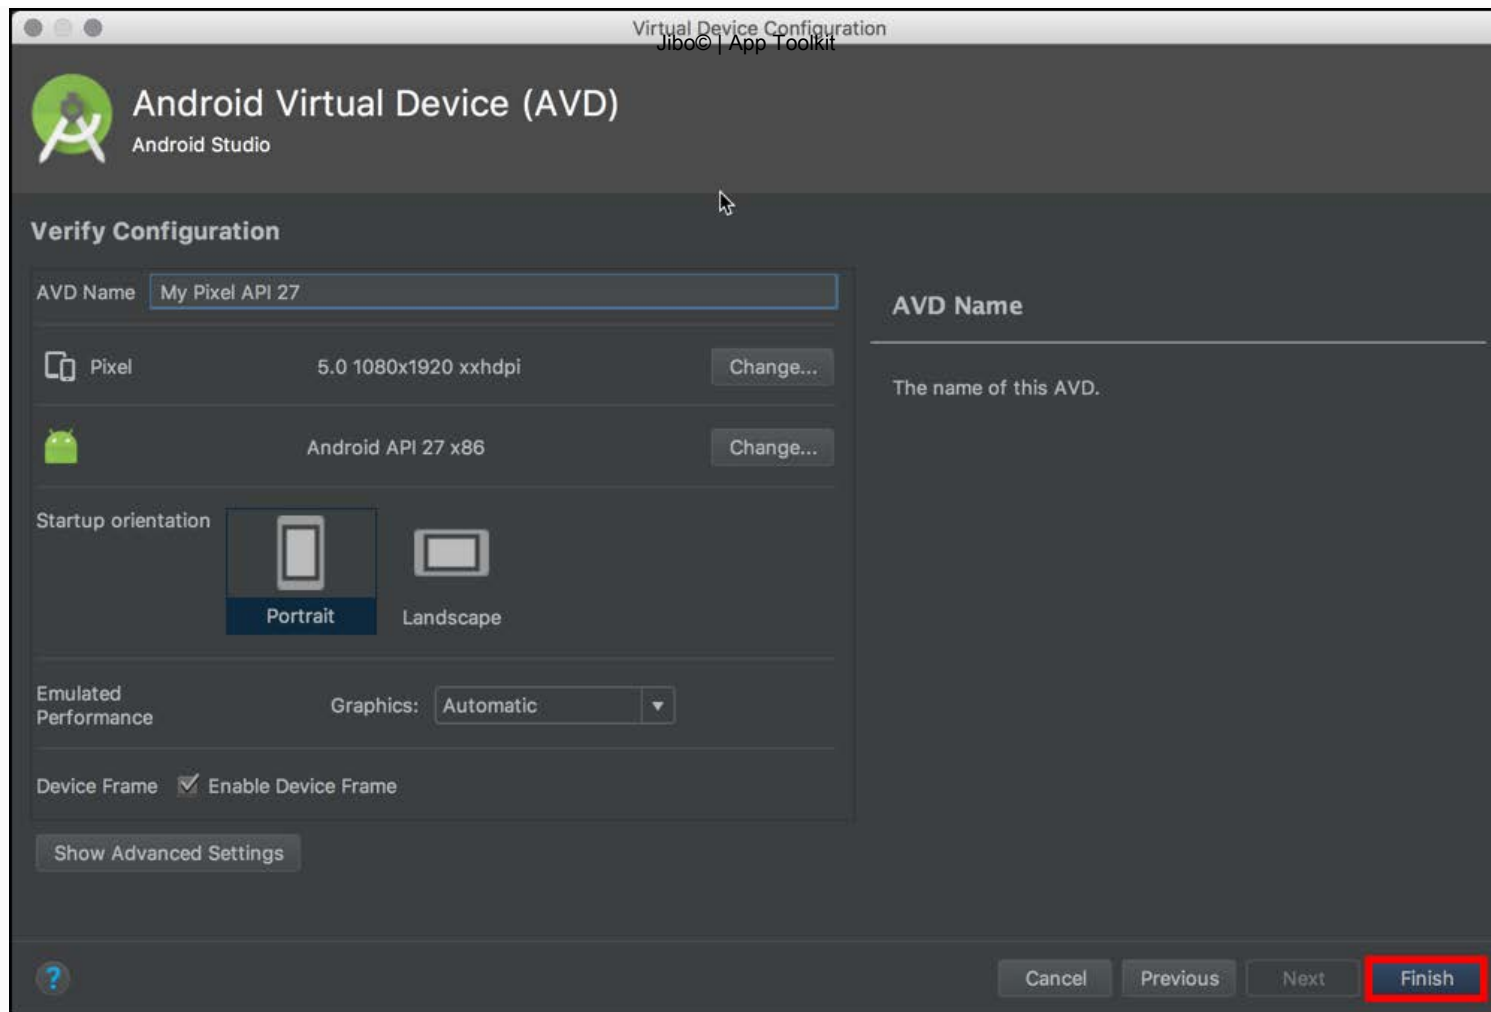 Virtual Device Configuration
Jibo© | App Toolkit
Android Virtual Device (AVD)
Android Studio
Verify Configuration
AVD Name My Pixel API 27
AVD Name
Pixel 5.0 1080x1920 xxhdpi Change...
The name of this AVD.
Android API 27 x86 Change...
Startup orientation
Portrait Landscape
Emulated
Performance
Graphics: Automatic
Device Frame Enable Device Frame
Show Advanced Settings
? Cancel Previous Next Finish